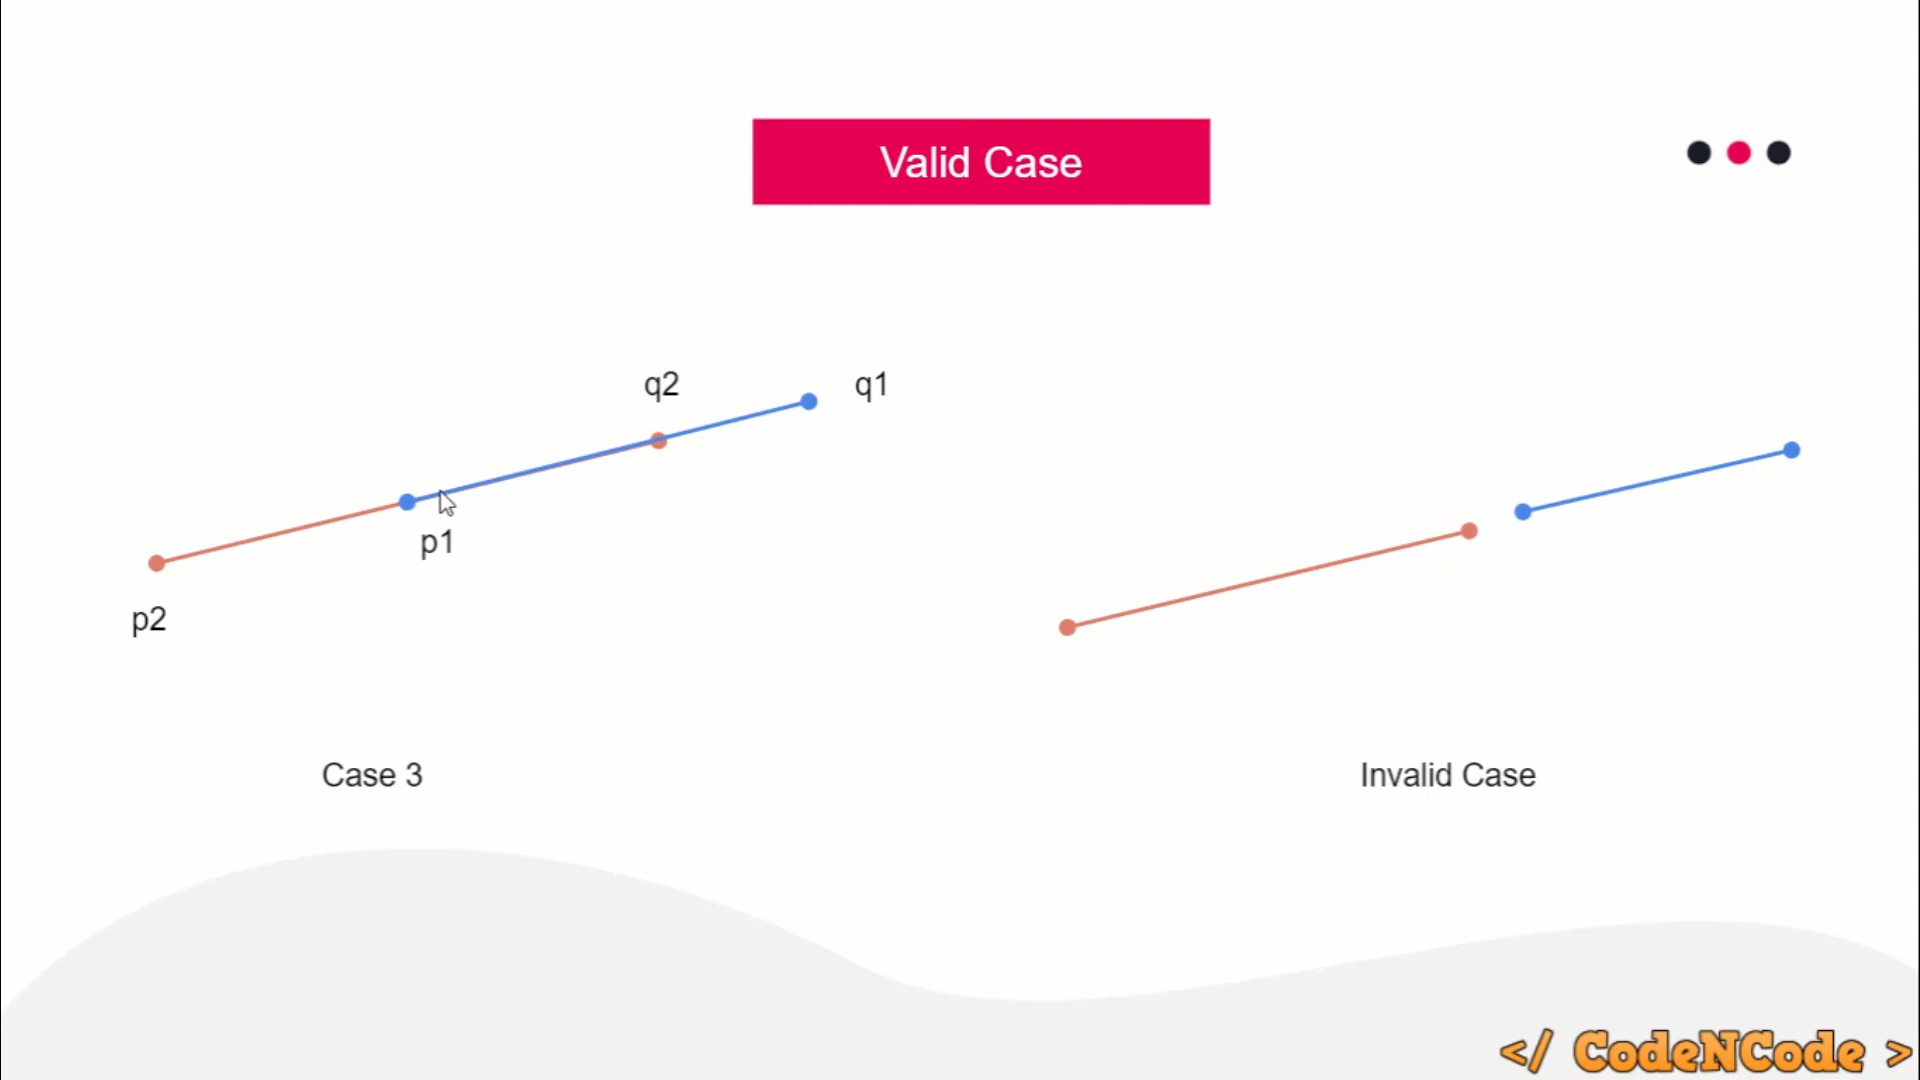 Valid Case
q2
q1
p1
p2
Case 3
Invalid Case
</ CodeNCode >